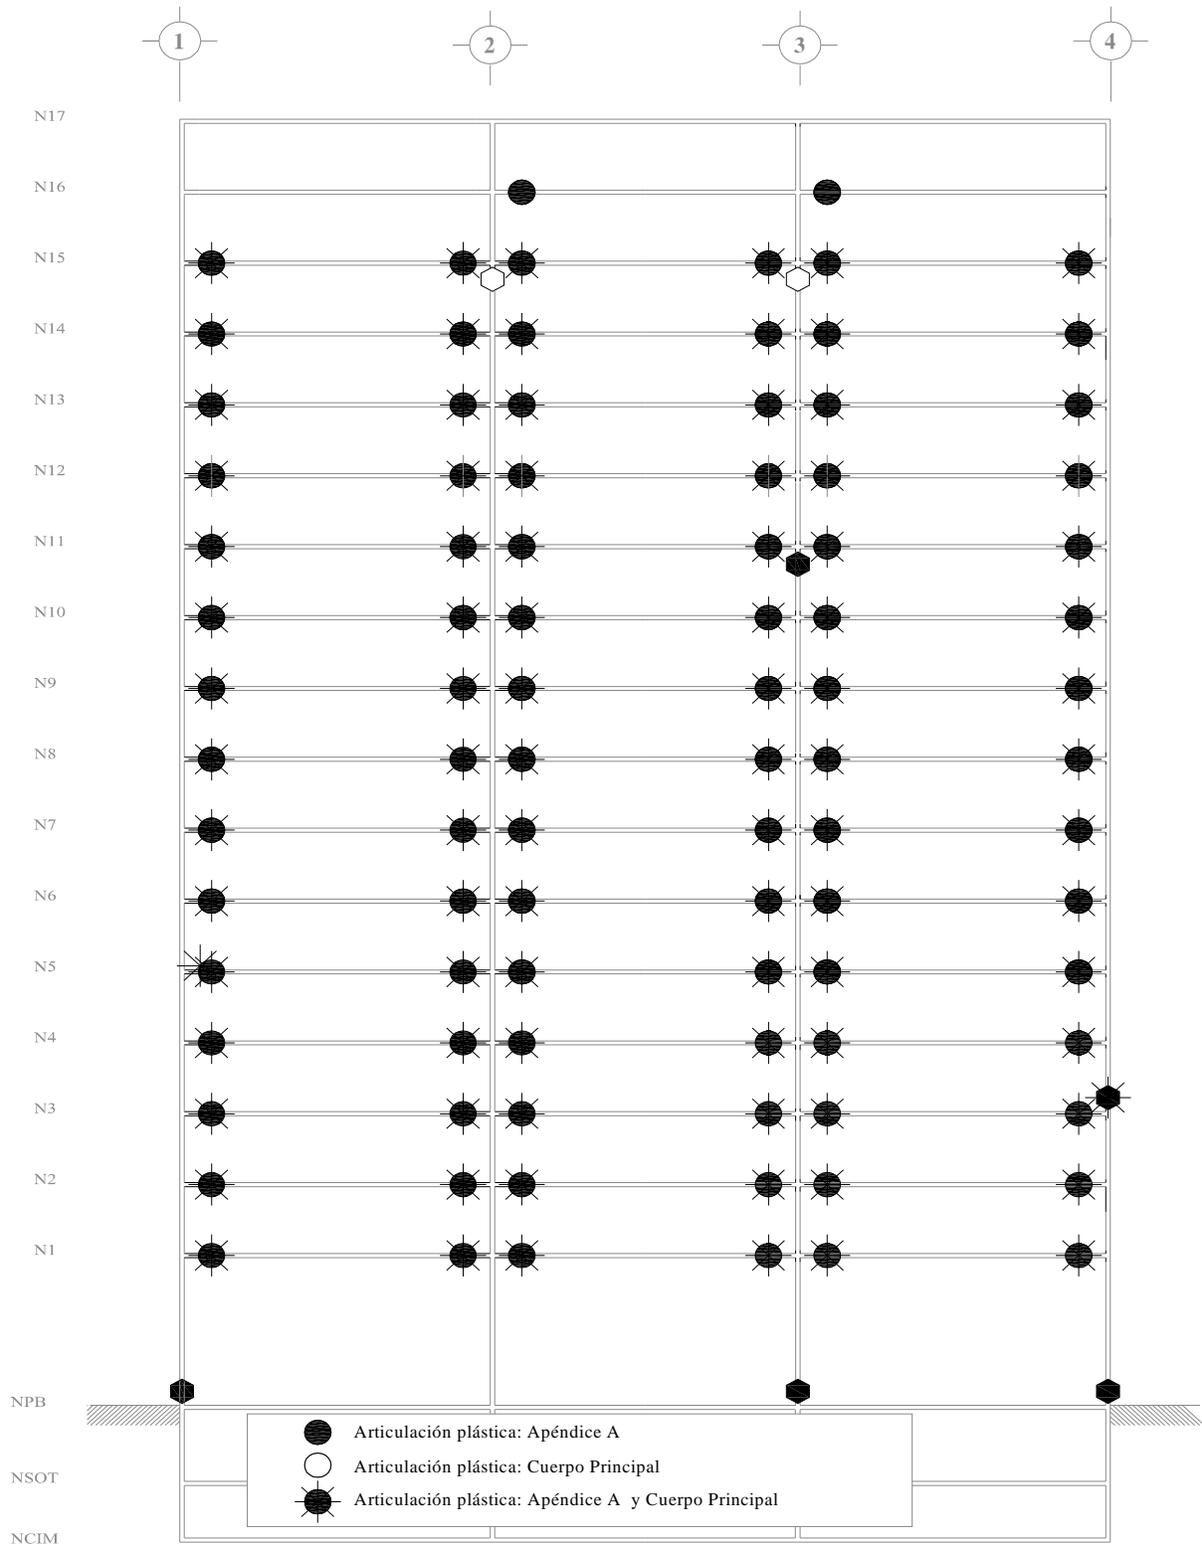 1 2 3 4
N17
N16
N15
N14
N13
N12
N11
N10
N9
N8
N7
N6
N5
N4
N3
N2
N1
NPB
Articulación plástica: Apéndice A
Articulación plástica: Cuerpo Principal
NSOT
Articulación plástica: Apéndice A y Cuerpo Principal
NCIM